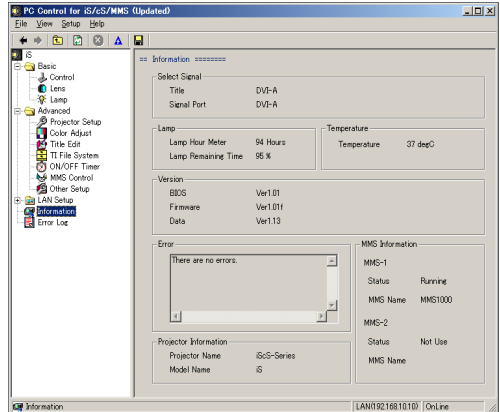 PC Control for iS/cS/MMS (Updated)
File View Setup Help
A
iS
Basic
Control
Lens
Lamp
Advanced
Projector Setup
Color Adjust
Title Edit
TI File System
ON/OFF Timer
MMS Control
Other Setup
LAN Setup
Information
Error Log
== Information ========
Select Signal
Title DVI-A
Signal Port DVI-A
Lamp
Lamp Hour Meter 94 Hours
Lamp Remaining Time 95 %
Temperature
Temperature 37 degC
Version
BIOS Ver1.01
Firmware Ver1.01f
Data Ver1.13
Error
There are no errors.
MMS Information
MMS-1
Status Running
MMS Name MMS1000
MMS-2
Status Not Use
MMS Name
Projector Information
Projector Name iScS-Series
Model Name iS
Information LAN(192.168.10.10) OnLine